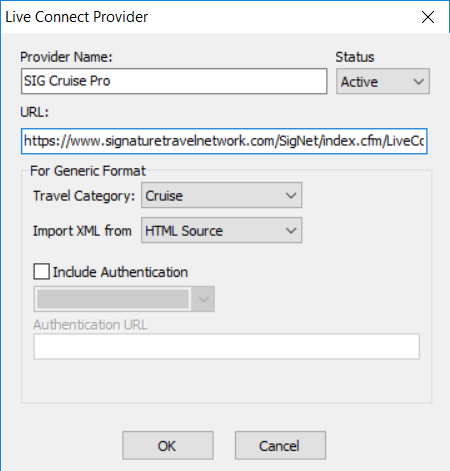 Live Connect Provider
Provider Name: Status
SIG Cruise Pro Active
URL:
https://www.signaturetravelnetwork.com/SigNet/index.cfm/LiveCo
For Generic Format
Travel Category: Cruise
Import XML from HTML Source
Include Authentication
Authentication URL
OK Cancel